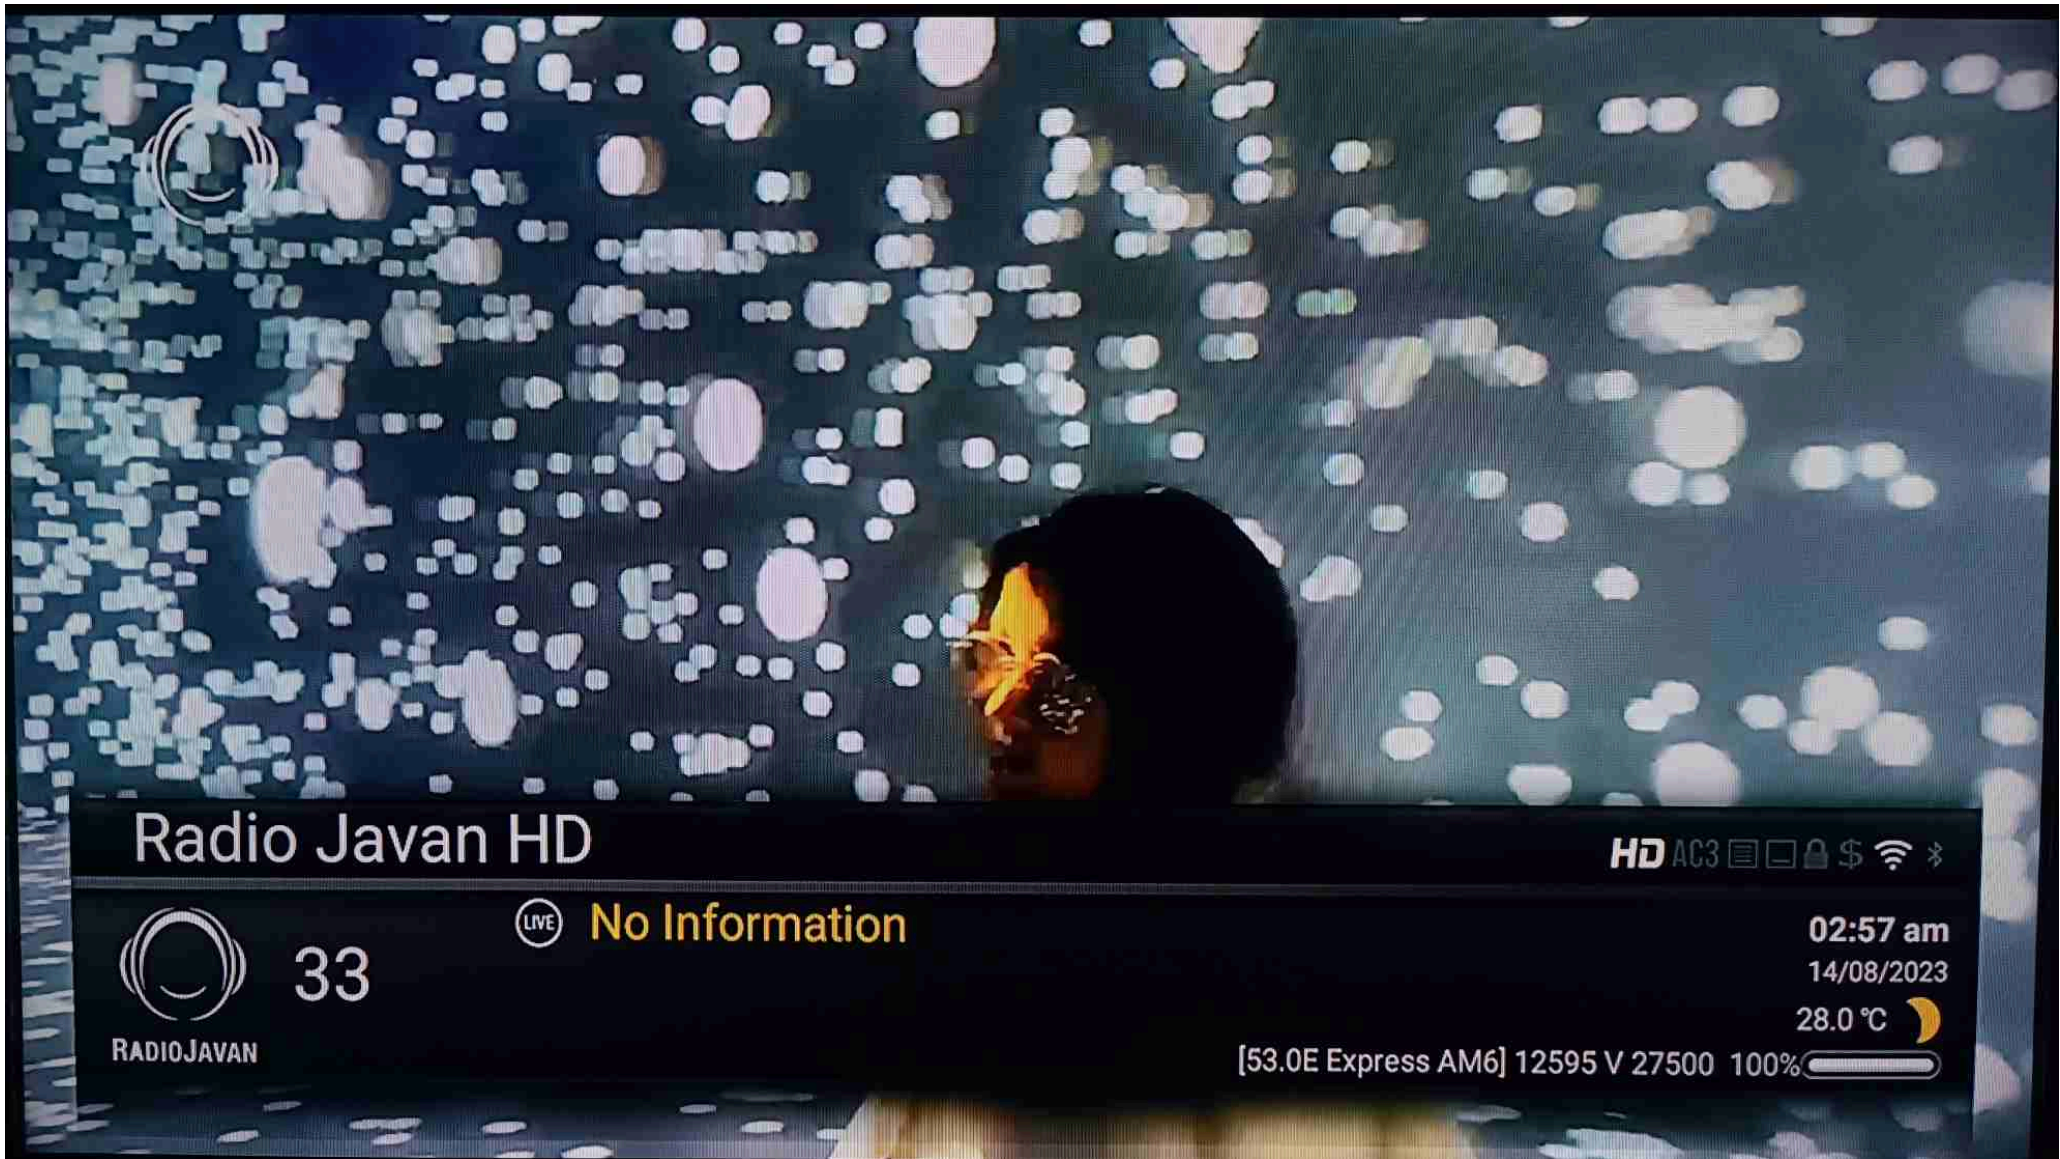 Radio Javan HD
HD AC3 $
LIVE No Information
02:57 am
33
14/08/2023
28.0 °C
RADIOJAVAN
[53.0E Express AM6] 12595 V 27500 100%